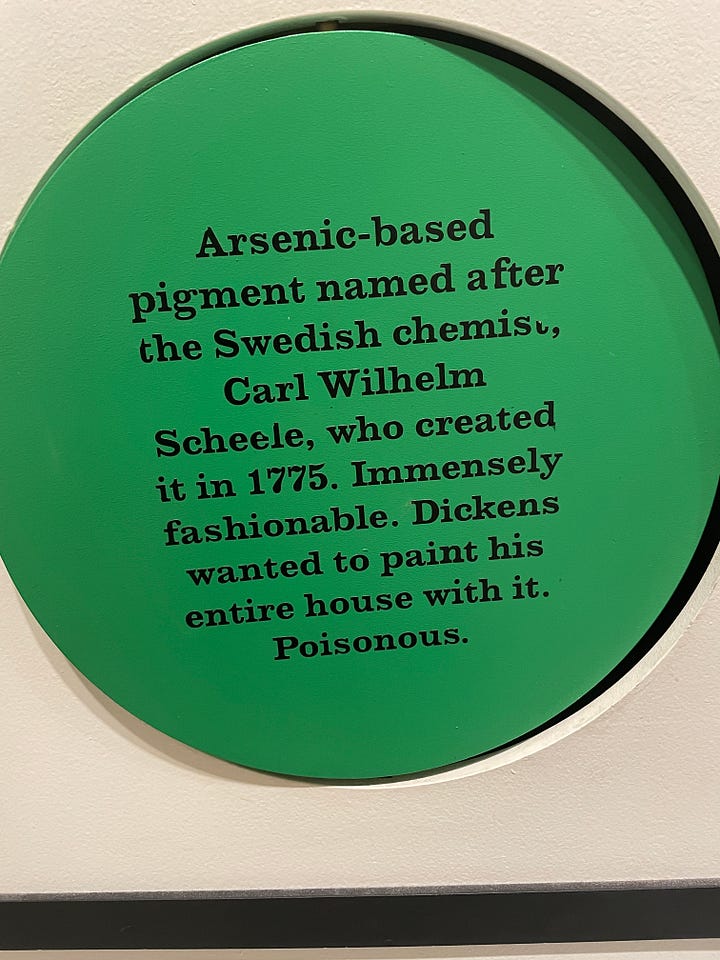 Arsenic-based
pigment named after
the Swedish chemist,
Carl Wilhelm
Scheele, who created
it in 1775. Immensely
fashionable. Dickens
wanted to paint his
entire house with it.
Poisonous.